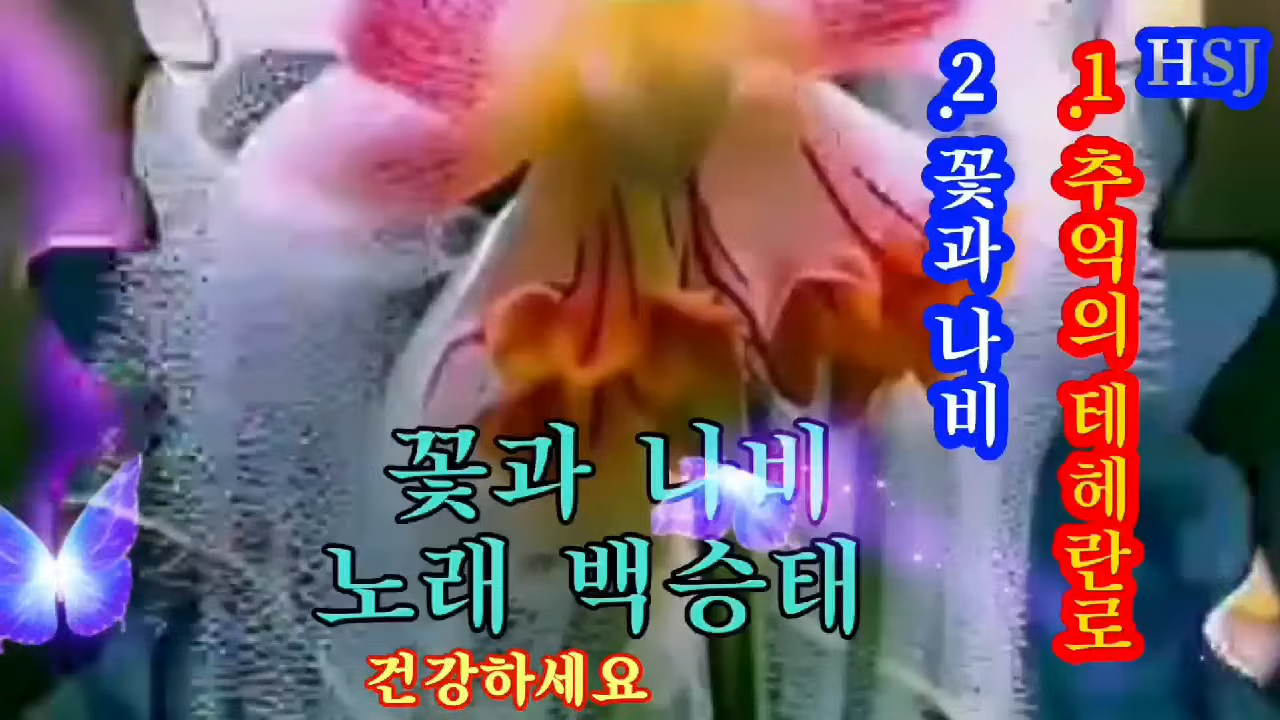 HSJ
1.추억의 테헤란로
2.꽃과 나비
꽃과 나비
노래 백승태
건강하세요